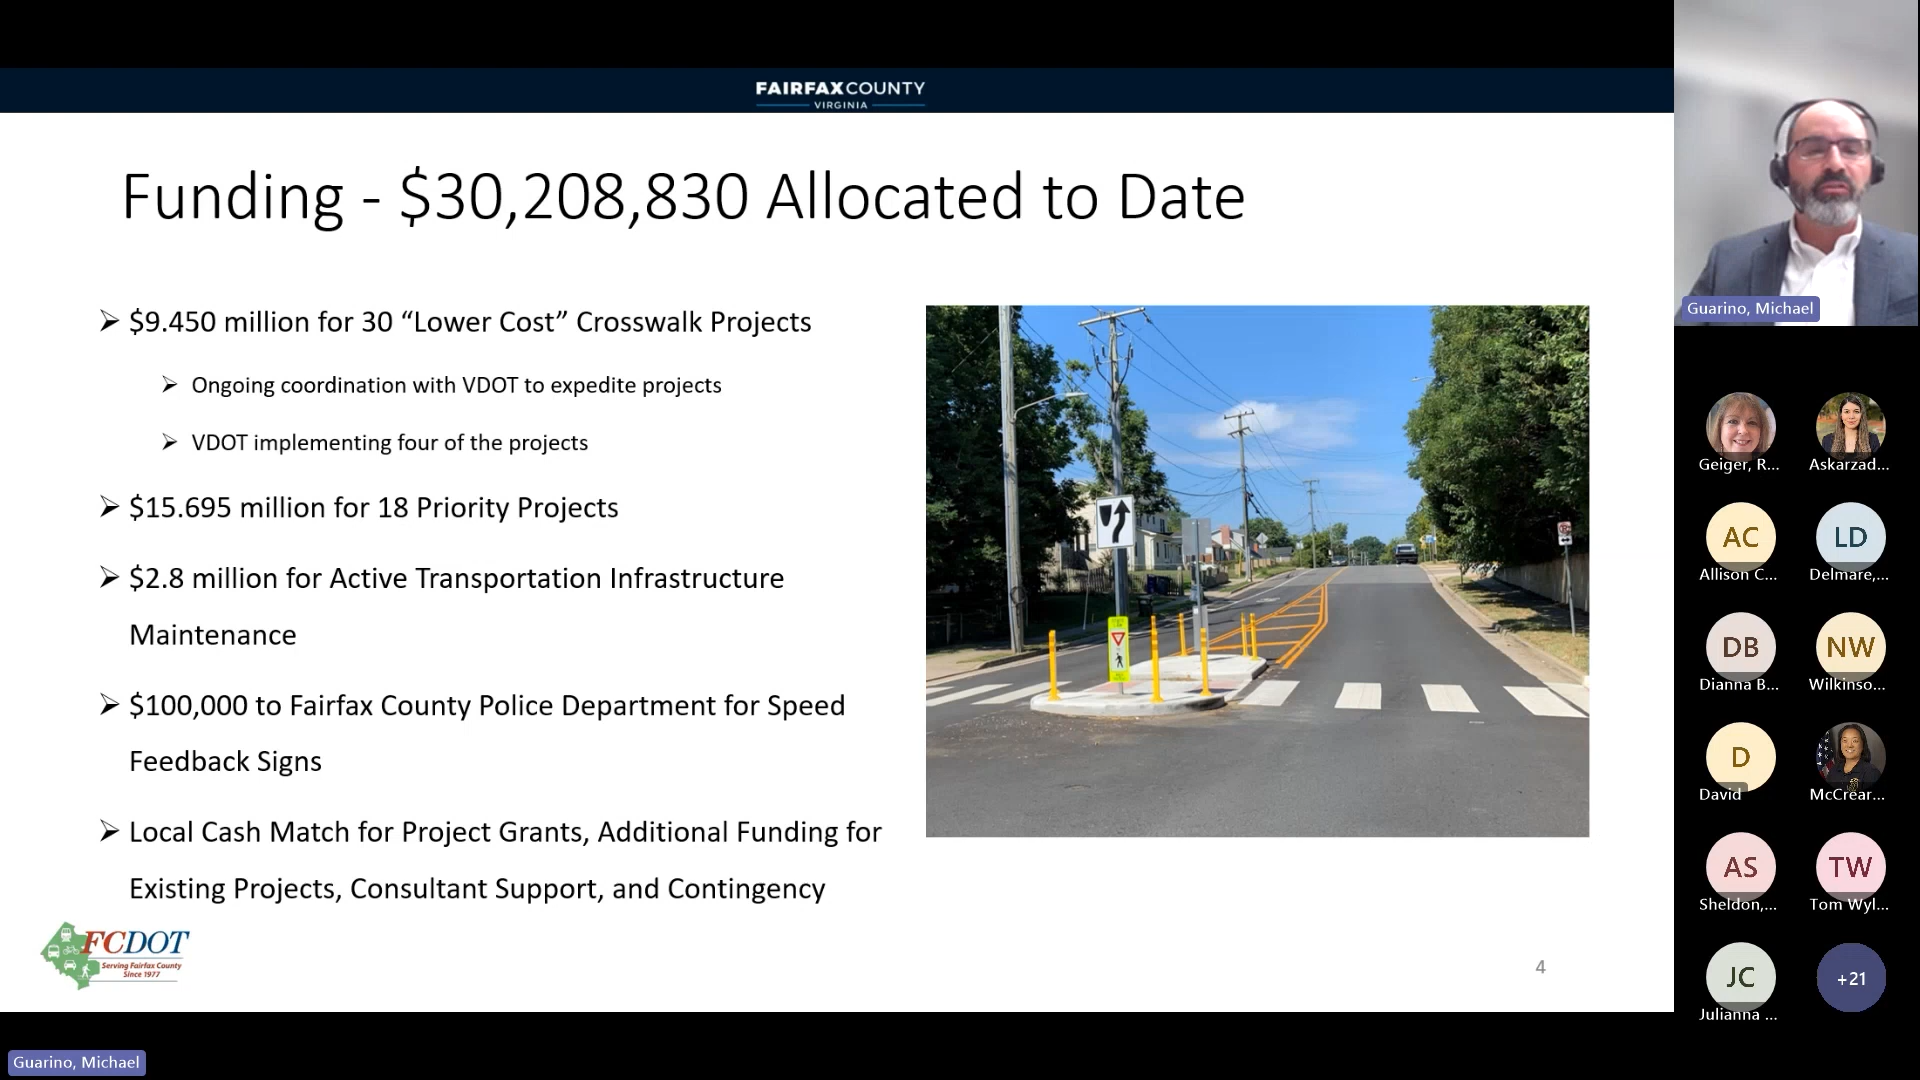 FAIRFAX COUNTY
VIRGINIA
Funding - $30,208,830 Allocated to Date
➢ $9.450 million for 30 “Lower Cost” Crosswalk Projects
➢ Ongoing coordination with VDOT to expedite projects
➢ VDOT implementing four of the projects
➢ $15.695 million for 18 Priority Projects
➢ $2.8 million for Active Transportation Infrastructure
Maintenance
➢ $100,000 to Fairfax County Police Department for Speed
Feedback Signs
➢ Local Cash Match for Project Grants, Additional Funding for
Existing Projects, Consultant Support, and Contingency
FCDOT
Serving Fairfax County
Since 1977
4
Guarino, Michael
Guarino, Michael
Geiger, R...
Askarzad...
AC
Allison C...
LD
Delmare,...
DB
Dianna B...
NW
Wilkinso...
D
David
McCrear...
AS
Sheldon,...
TW
Tom Wyl...
JC
Julianna ...
+21